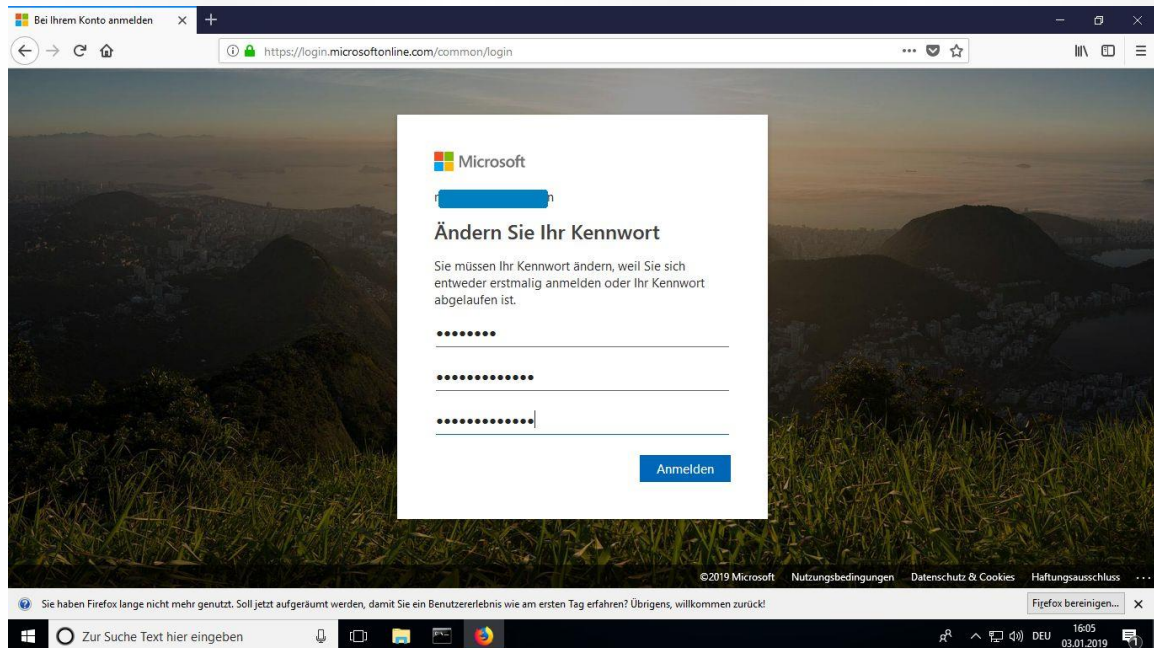 Bei Ihrem Konto anmelden
https://login.microsoftonline.com/common/login
Microsoft
Ändern Sie Ihr Kennwort
Sie müssen Ihr Kennwort ändern, weil Sie sich
entweder erstmalig anmelden oder Ihr Kennwort
abgelaufen ist.
Anmelden
©2019 Microsoft Nutzungsbedingungen Datenschutz & Cookies Haftungsausschluss ...
Sie haben Firefox lange nicht mehr genutzt. Soll jetzt aufgeräumt werden, damit Sie ein Benutzererlebnis wie am ersten Tag erfahren? Übrigens, willkommen zurück! Firefox bereinigen...
Zur Suche Text hier eingeben
DEU
16:05
03.01.2019